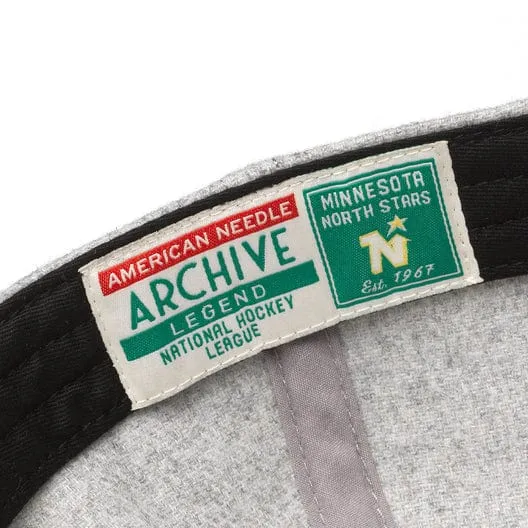 AMERICAN NEEDLE
ARCHIVE
LEGEND
NATIONAL HOCKEY
LEAGUE
MINNESOTA
NORTH STARS
N
Est. 1967